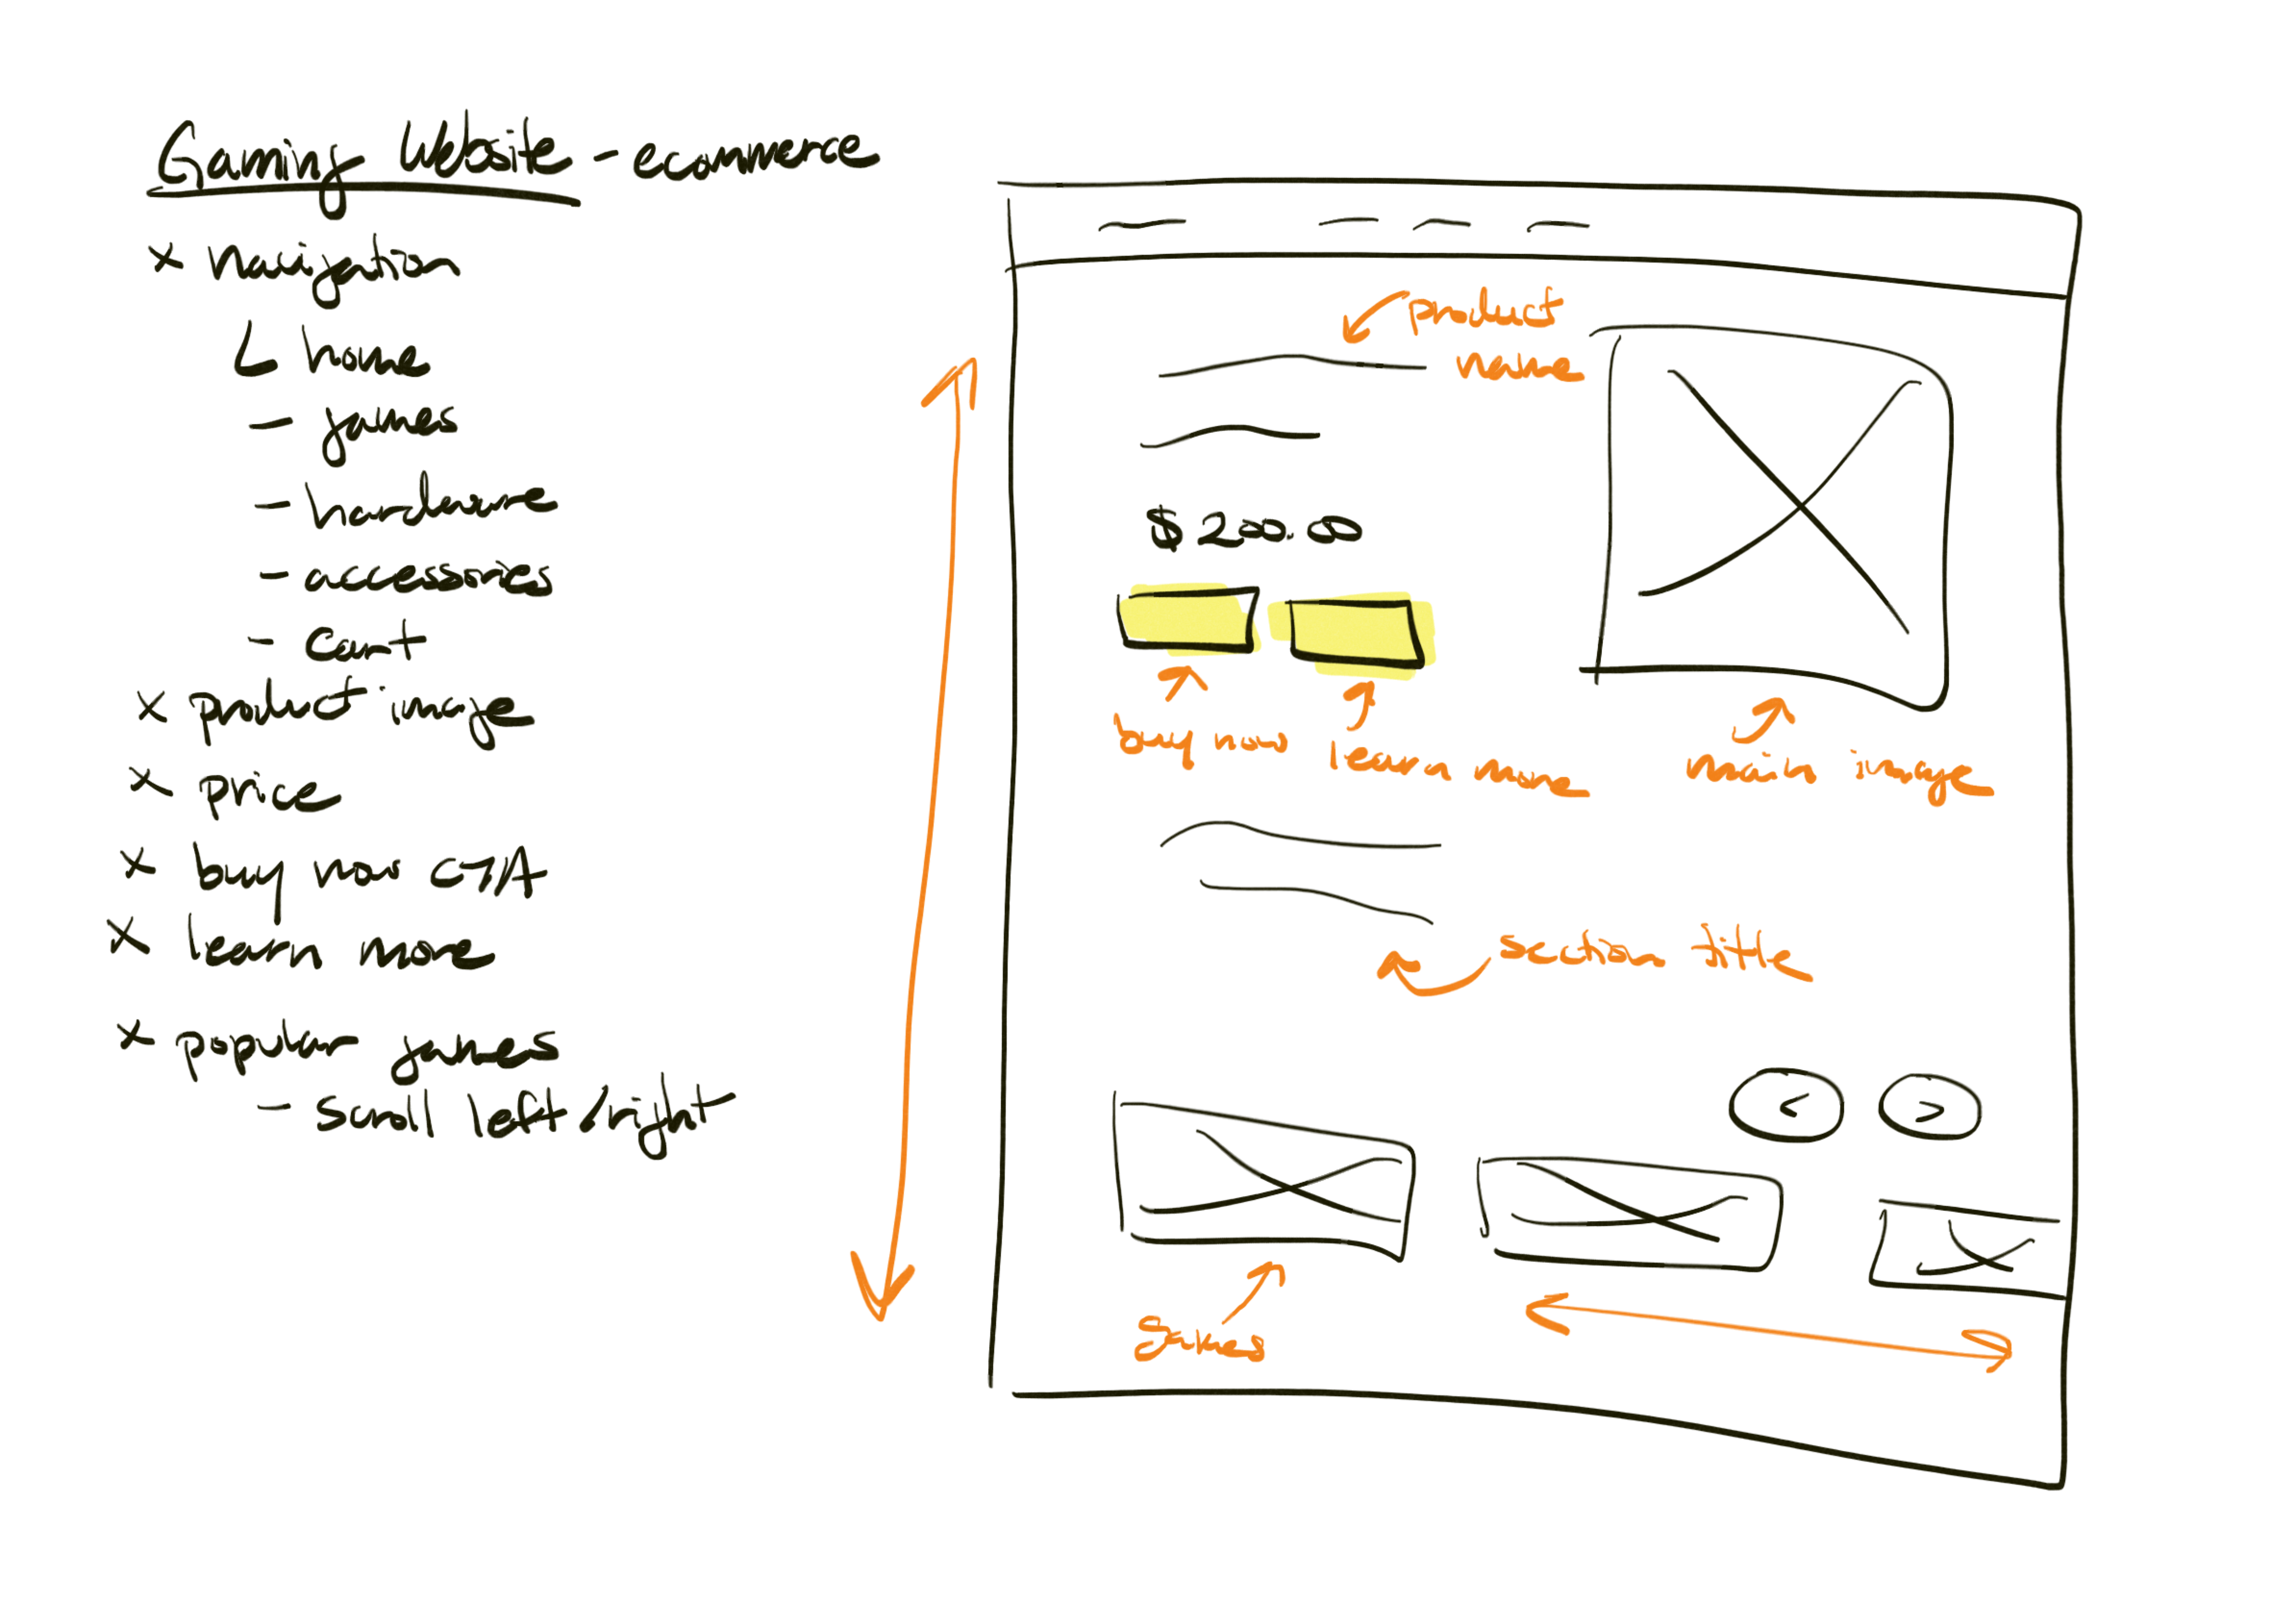 Gaming Website - ecommerce
x navigation
home
- games
- hardware
- accessories
- cart
x product image
x price
x buy now CTA
x learn more
x popular games
- scroll left/right
product
name
$200.00
buy now
learn more
main image
section title
< >
games